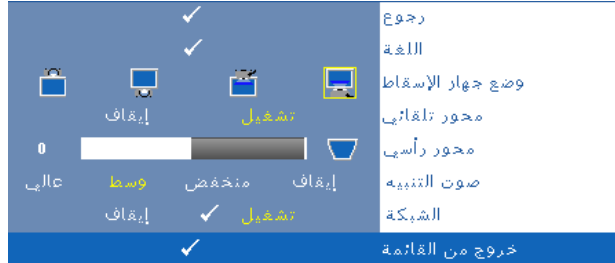 رجوع
اللغة
وضع جهار الإسقاط
محور تلقائي تشغيل إيقاف
محور رأسي 0
صوت التنبيه إيقاف منخفض وسط عالي
الشبكة تشغيل إيقاف
خروج من القائمة